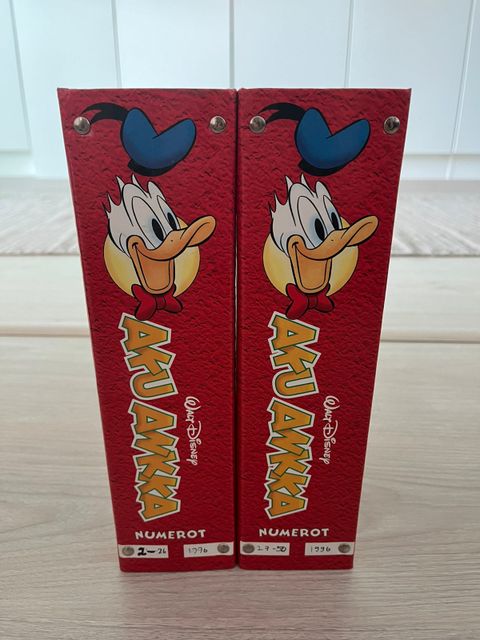 AKU ANKKA
WALT DISNEY
NUMEROT
2-26 1996
AKU ANKKA
WALT DISNEY
NUMEROT
27-50 1996